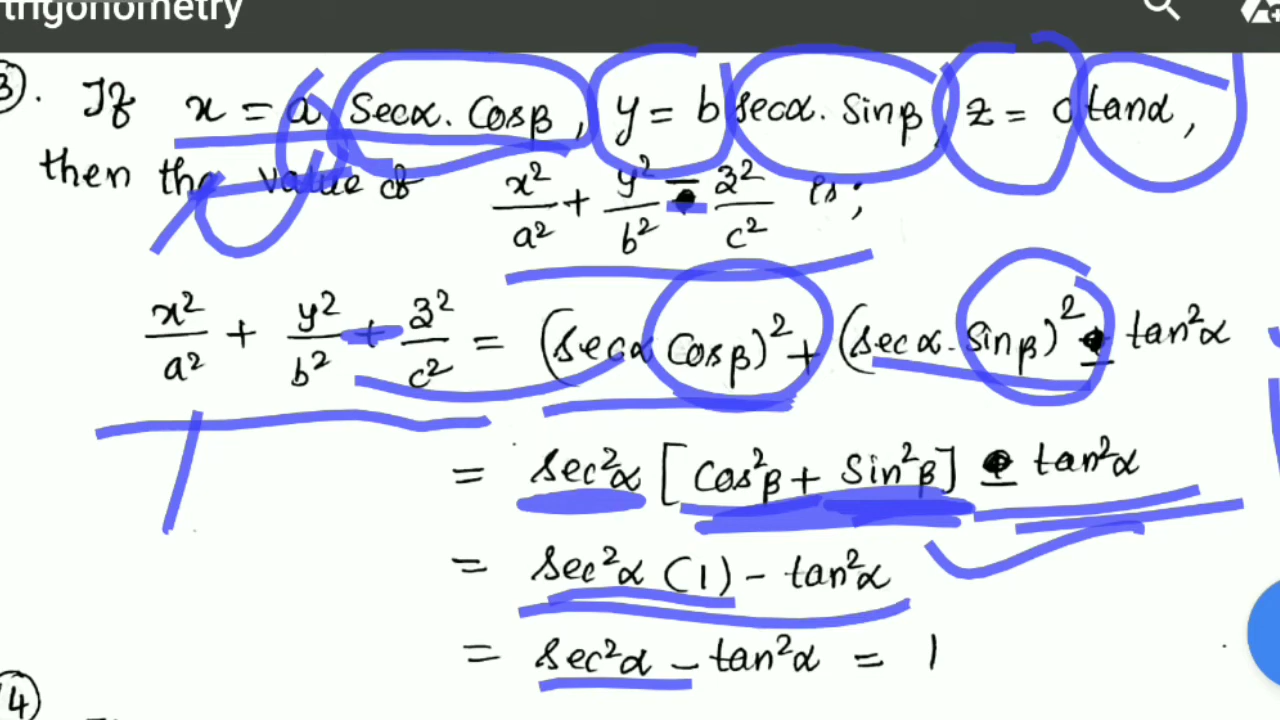 trigonometry
3). If x = a Secα. Cosβ, y = b secα. Sinβ, z = c tanα,
then the value of x²/a² + y²/b² - z²/c² is;
x²/a² + y²/b² + z²/c² = (secα Cosβ)² + (secα. Sinβ)² - tan²α
= sec²α [Cos²β + Sin²β] - tan²α
= sec²α (1) - tan²α
= sec²α - tan²α = 1
4)